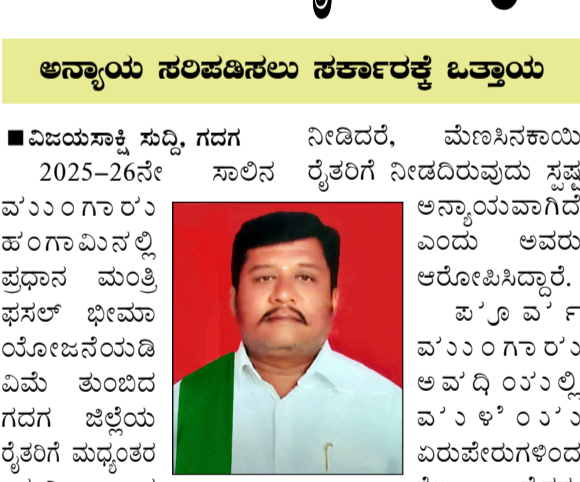 ಅನ್ಯಾಯ ಸರಿಪಡಿಸಲು ಸರ್ಕಾರಕ್ಕೆ ಒತ್ತಾಯ
■ ವಿಜಯಸಾಕ್ಷಿ ಸುದ್ದಿ, ಗದಗ
2025–26ನೇ ಸಾಲಿನ
ಮುಂಗಾರು
ಹಂಗಾಮಿನಲ್ಲಿ
ಪ್ರಧಾನ ಮಂತ್ರಿ
ಫಸಲ್ ಭೀಮಾ
ಯೋಜನೆಯಡಿ
ವಿಮೆ ತುಂಬಿದ
ಗದಗ ಜಿಲ್ಲೆಯ
ರೈತರಿಗೆ ಮಧ್ಯಂತರ
ನೀಡಿದರೆ, ಮೆಣಸಿನಕಾಯಿ
ರೈತರಿಗೆ ನೀಡದಿರುವುದು ಸ್ಪಷ್ಟ
ಅನ್ಯಾಯವಾಗಿದೆ
ಎಂದು ಅವರು
ಆರೋಪಿಸಿದ್ದಾರೆ.
ಪೂರ್ವ
ಮುಂಗಾರು
ಅವಧಿಯಲ್ಲಿ
ಮಳೆಯ
ಏರುಪೇರುಗಳಿಂದ